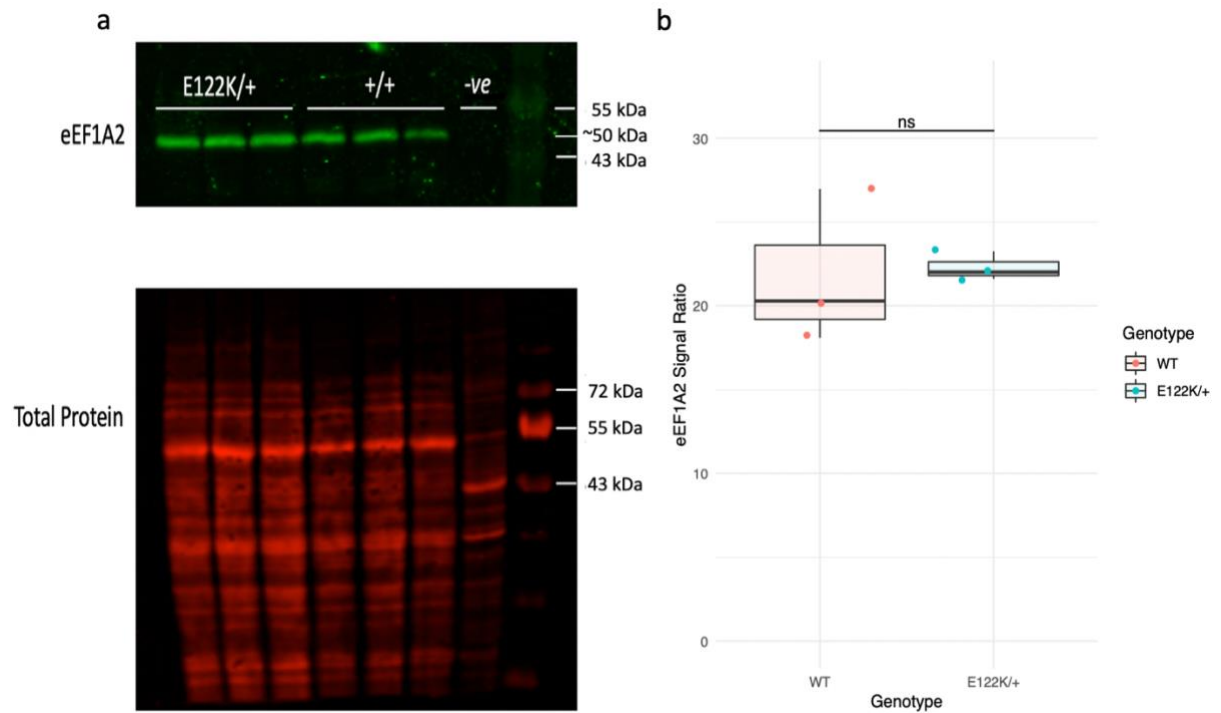 a
E122K/+
+/+
-ve
eEF1A2
55 kDa
~50 kDa
43 kDa
Total Protein
72 kDa
55 kDa
43 kDa
b
ns
30
20
10
0
eEF1A2 Signal Ratio
WT
E122K/+
Genotype
Genotype
WT
E122K/+